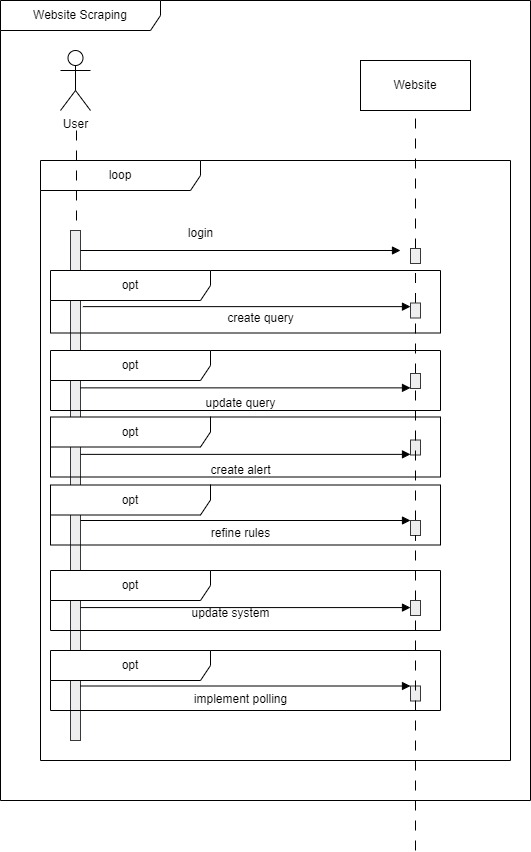 Website Scraping
User
Website
loop
login
opt
create query
opt
update query
opt
create alert
opt
refine rules
opt
update system
opt
implement polling